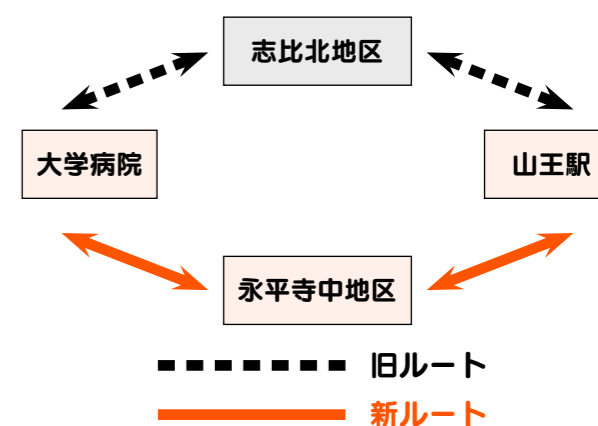 志比北地区
大学病院
山王駅
永平寺中地区
旧ルート
新ルート